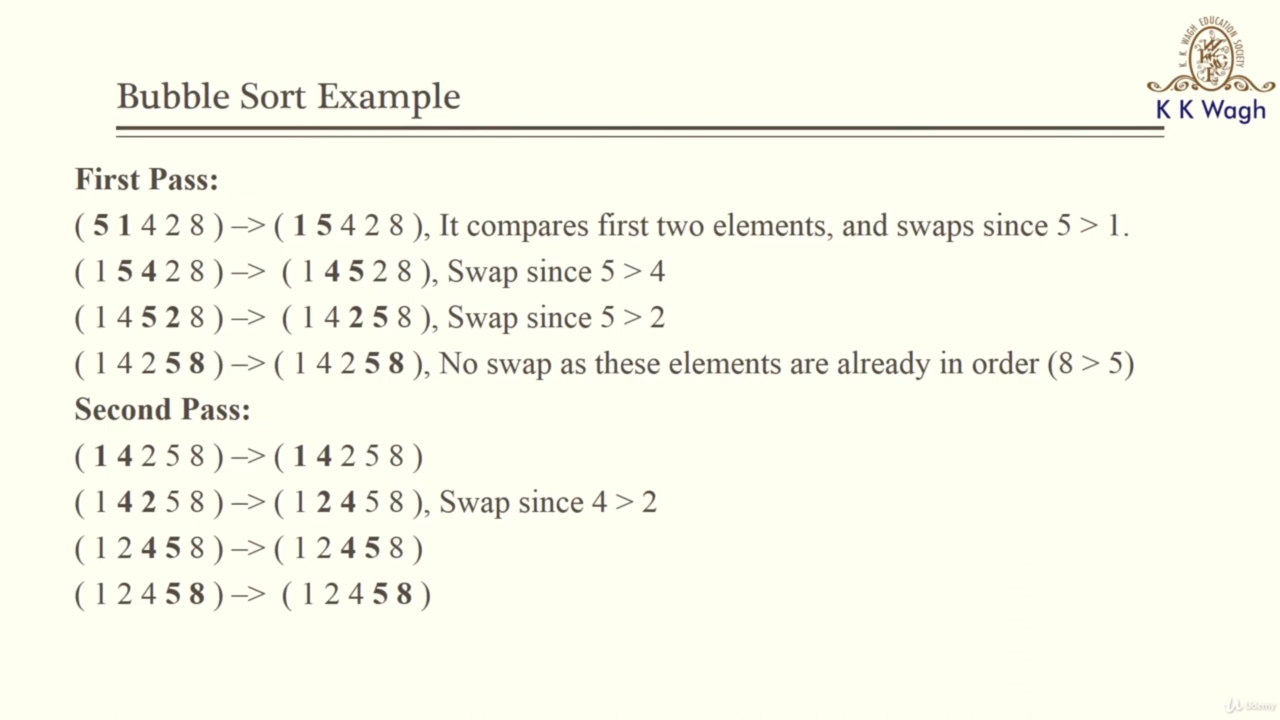 K K WAGH EDUCATION SOCIETY
K K Wagh
Bubble Sort Example
First Pass:
( 5 1 4 2 8 ) –> ( 1 5 4 2 8 ), It compares first two elements, and swaps since 5 > 1.
( 1 5 4 2 8 ) –> ( 1 4 5 2 8 ), Swap since 5 > 4
( 1 4 5 2 8 ) –> ( 1 4 2 5 8 ), Swap since 5 > 2
( 1 4 2 5 8 ) –> ( 1 4 2 5 8 ), No swap as these elements are already in order (8 > 5)
Second Pass:
( 1 4 2 5 8 ) –> ( 1 4 2 5 8 )
( 1 4 2 5 8 ) –> ( 1 2 4 5 8 ), Swap since 4 > 2
( 1 2 4 5 8 ) –> ( 1 2 4 5 8 )
( 1 2 4 5 8 ) –> ( 1 2 4 5 8 )
Udemy